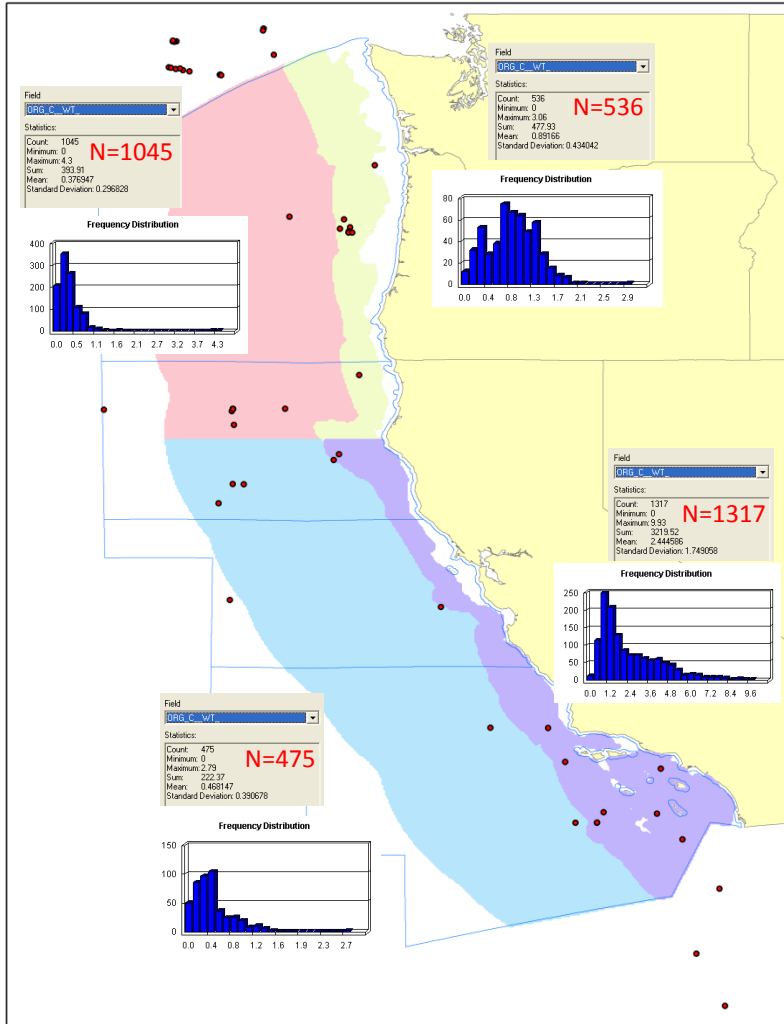 Field
ORG_C__WT_
Statistics:
Count: 536
Minimum: 0
Maximum: 3.06
Sum: 477.93
Mean: 0.89166
Standard Deviation: 0.434042
N=536
Frequency Distribution
80
60
40
20
0
0.0 0.4 0.8 1.3 1.7 2.1 2.5 2.9
Field
ORG_C__WT_
Statistics:
Count: 1045
Minimum: 0
Maximum: 4.3
Sum: 393.91
Mean: 0.376947
Standard Deviation: 0.296828
N=1045
Frequency Distribution
400
300
200
100
0
0.0 0.5 1.1 1.6 2.1 2.7 3.2 3.7 4.3
Field
ORG_C__WT_
Statistics:
Count: 1317
Minimum: 0
Maximum: 9.93
Sum: 3219.52
Mean: 2.444586
Standard Deviation: 1.749058
N=1317
Frequency Distribution
250
200
150
100
50
0
0.0 1.2 2.4 3.6 4.8 6.0 7.2 8.4 9.6
Field
ORG_C__WT_
Statistics:
Count: 475
Minimum: 0
Maximum: 2.79
Sum: 222.37
Mean: 0.468147
Standard Deviation: 0.390678
N=475
Frequency Distribution
150
100
50
0
0.0 0.4 0.8 1.2 1.6 1.9 2.3 2.7